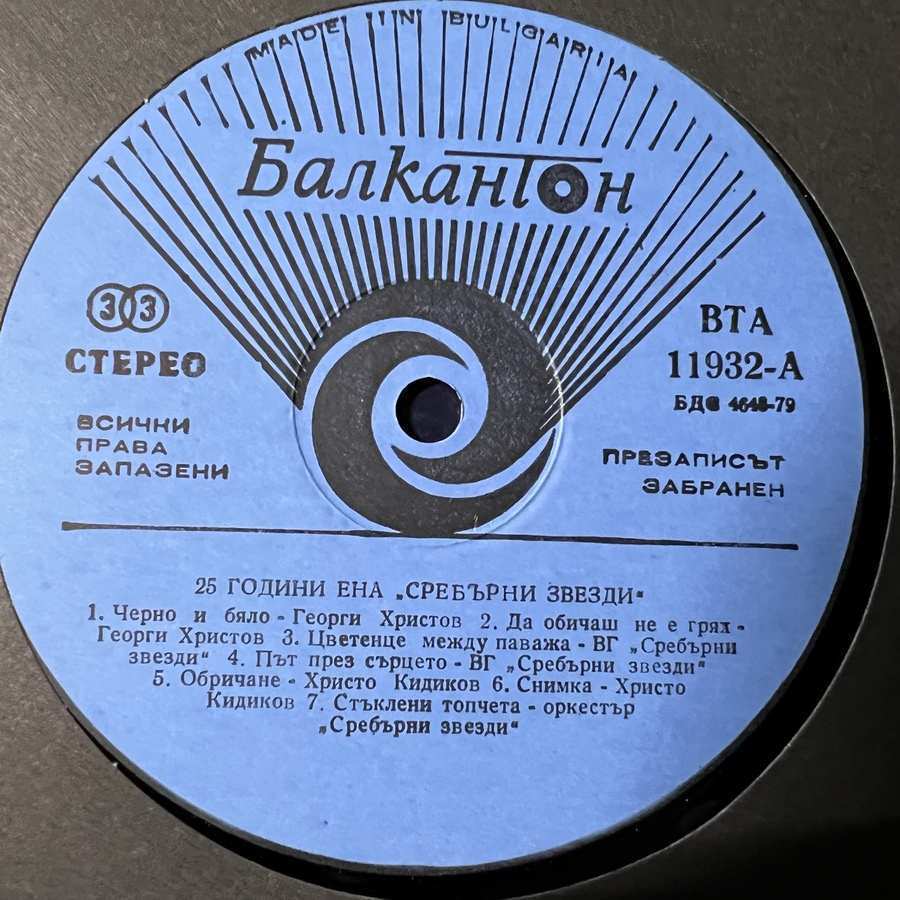 MADE IN BULGARIA
Балкантон
33
СТЕРЕО
ВСИЧКИ
ПРАВА
ЗАПАЗЕНИ
ВТА
11932-А
БДС 4648-79
ПРЕЗАПИСЪТ
ЗАБРАНЕН
25 ГОДИНИ ЕНА „СРЕБЪРНИ ЗВЕЗДИ“
1. Черно и бяло - Георги Христов 2. Да обичаш не е грях -
Георги Христов 3. Цветенце между паважа - ВГ „Сребърни
звезди“ 4. Път през сърцето - ВГ „Сребърни звезди“
5. Обричане - Христо Кидиков 6. Снимка - Христо
Кидиков 7. Стъклени топчета - оркестър
„Сребърни звезди“